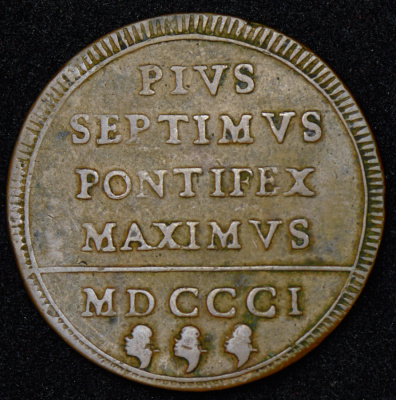 PIVS
SEPTIMVS
PONTIFEX
MAXIMVS
MDCCCI